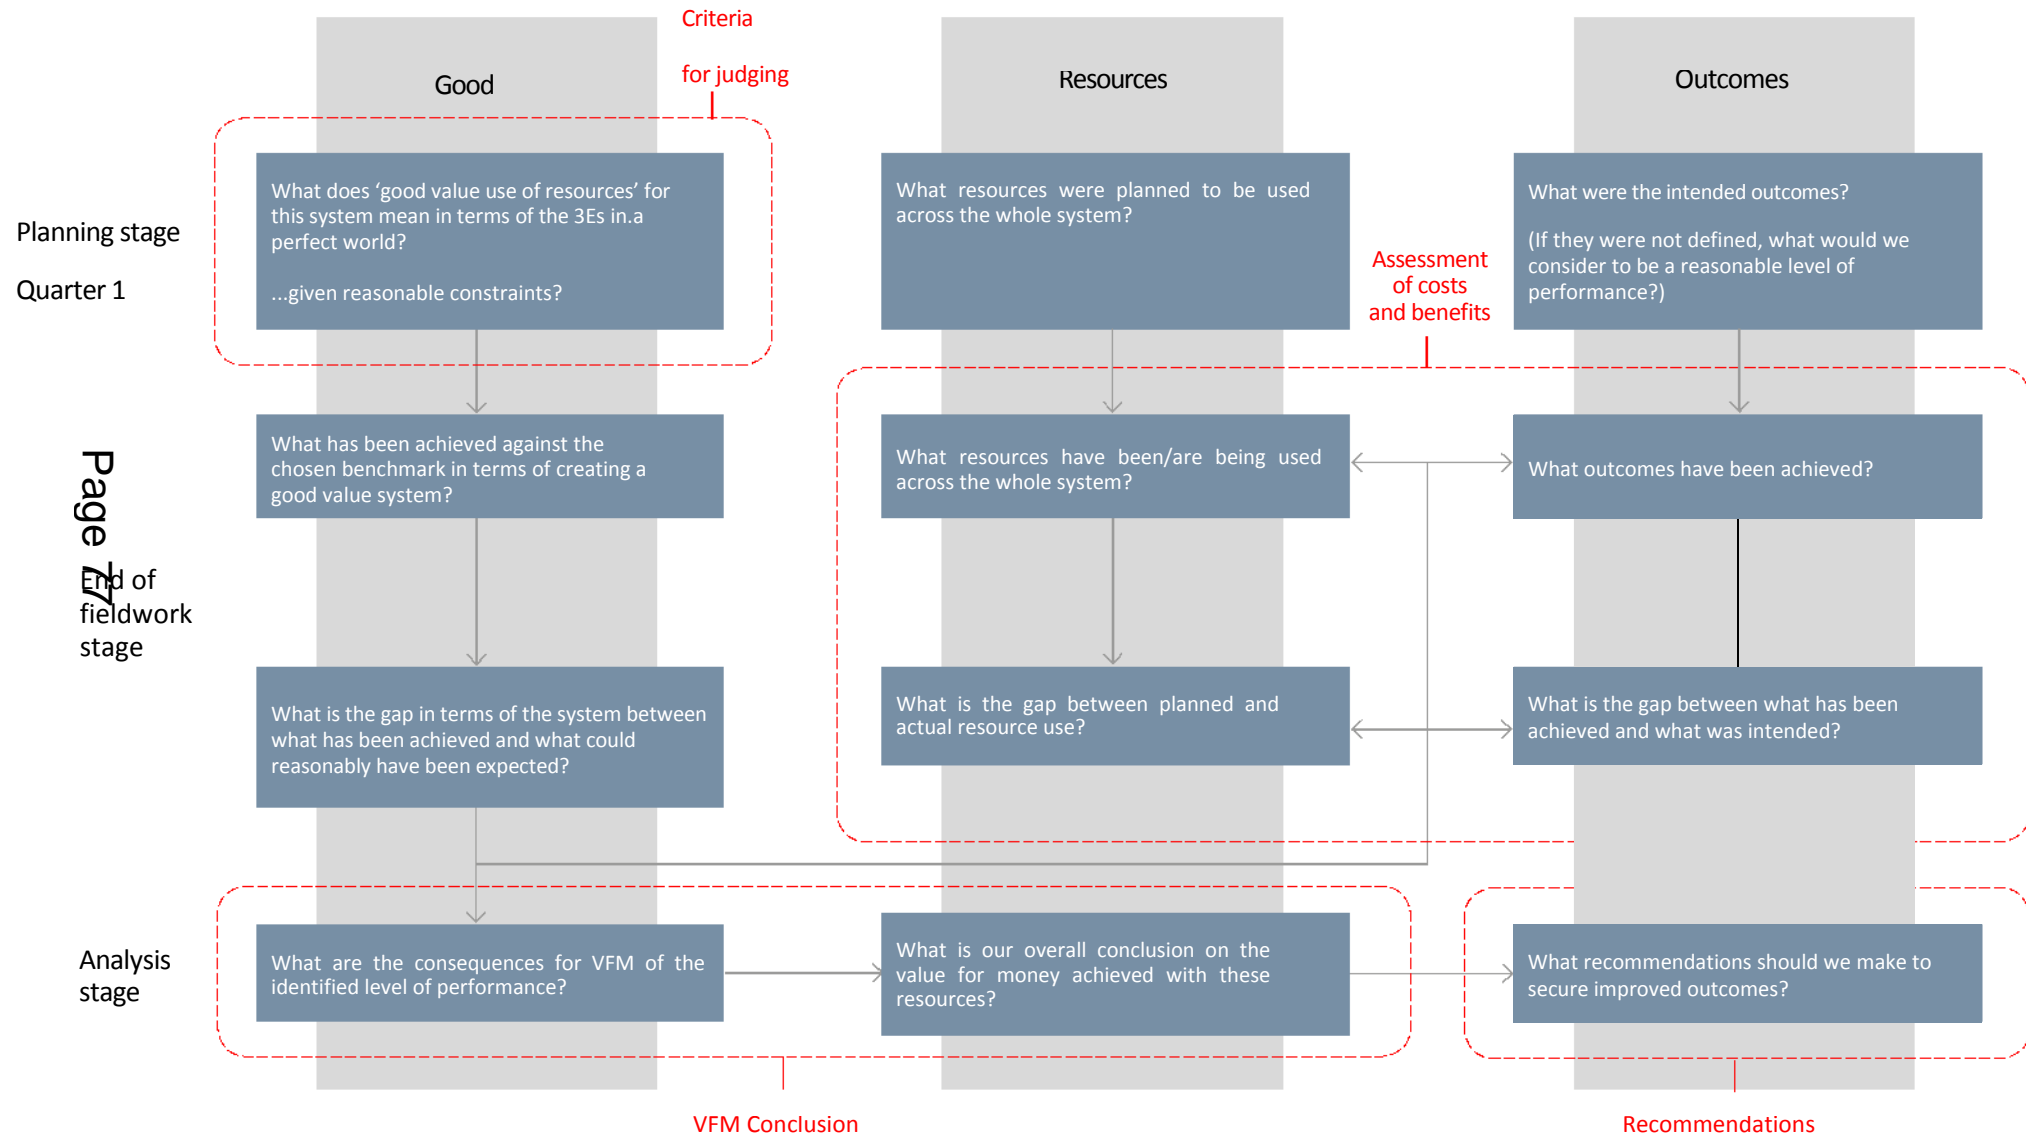 Criteria
for judging
Good
Resources
Outcomes
Planning stage
Quarter 1
What does ‘good value use of resources’ for
this system mean in terms of the 3Es in.a
perfect world?
...given reasonable constraints?
What resources were planned to be used
across the whole system?
What were the intended outcomes?
(If they were not defined, what would we
consider to be a reasonable level of
performance?)
Assessment
of costs
and benefits
Page 77
End of
fieldwork
stage
What has been achieved against the
chosen benchmark in terms of creating a
good value system?
What resources have been/are being used
across the whole system?
What outcomes have been achieved?
What is the gap in terms of the system between
what has been achieved and what could
reasonably have been expected?
What is the gap between planned and
actual resource use?
What is the gap between what has been
achieved and what was intended?
Analysis
stage
What are the consequences for VFM of the
identified level of performance?
What is our overall conclusion on the
value for money achieved with these
resources?
What recommendations should we make to
secure improved outcomes?
VFM Conclusion
Recommendations